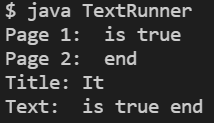 $ java TextRunner
Page 1:  is true
Page 2:  end
Title: It
Text:  is true end